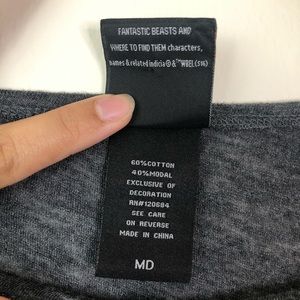 FANTASTIC BEASTS AND
WHERE TO FIND THEM characters,
names & related indicia © & ™ WBEI. (s16)
60%COTTON
40%MODAL
EXCLUSIVE OF
DECORATION
RN#120684
SEE CARE
ON REVERSE
MADE IN CHINA
MD